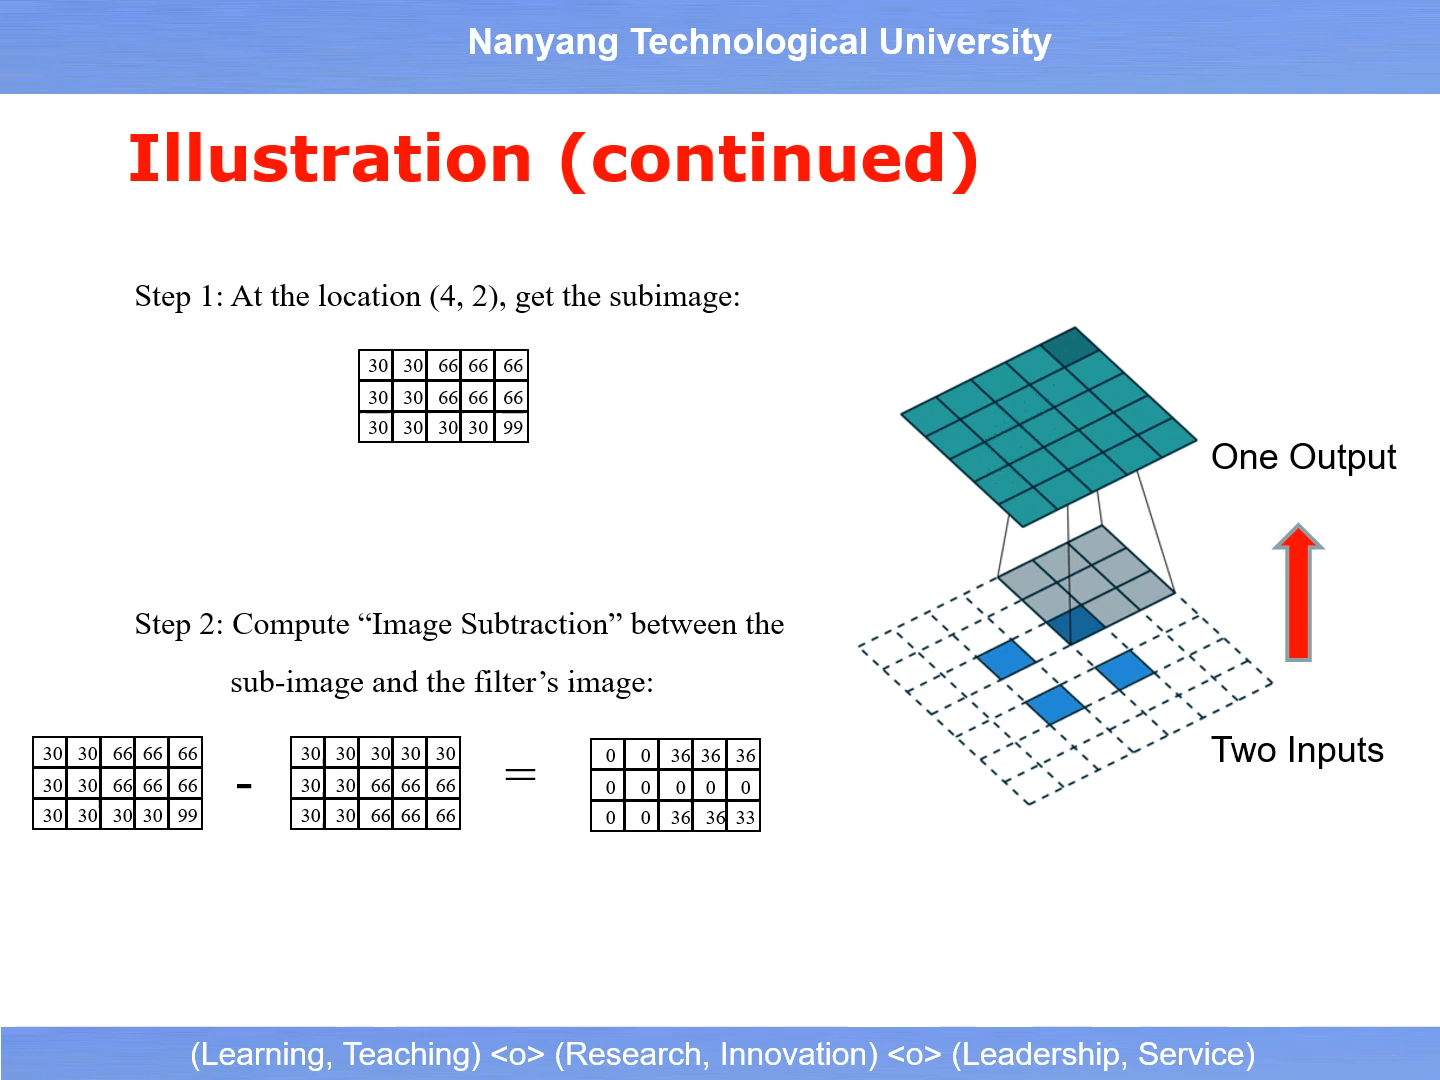 Nanyang Technological University
Illustration (continued)
Step 1: At the location (4, 2), get the subimage:
30 30 66 66 66
30 30 66 66 66
30 30 30 30 99
One Output
Step 2: Compute “Image Subtraction” between the
sub-image and the filter’s image:
Two Inputs
30 30 66 66 66
30 30 66 66 66
30 30 30 30 99
-
30 30 30 30 30
30 30 66 66 66
30 30 66 66 66
=
0 0 36 36 36
0 0 0 0 0
0 0 36 36 33
(Learning, Teaching) <o> (Research, Innovation) <o> (Leadership, Service)